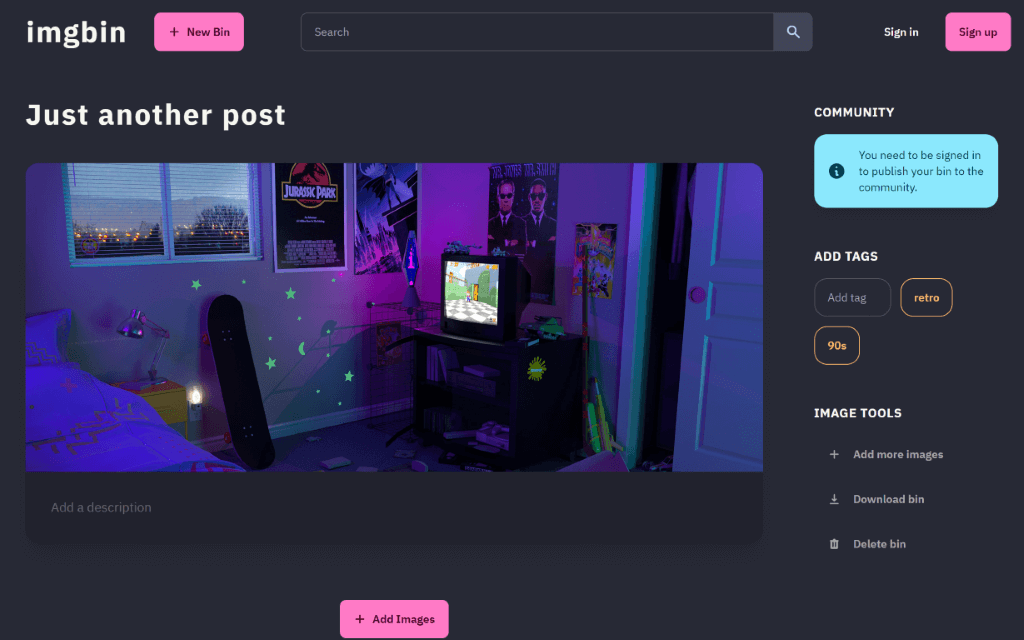 imgbin
+ New Bin
Search
Sign in
Sign up
Just another post
JURASSIC PARK
Add a description
+ Add Images
COMMUNITY
You need to be signed in
to publish your bin to the
community.
ADD TAGS
Add tag
retro
90s
IMAGE TOOLS
+ Add more images
Download bin
Delete bin